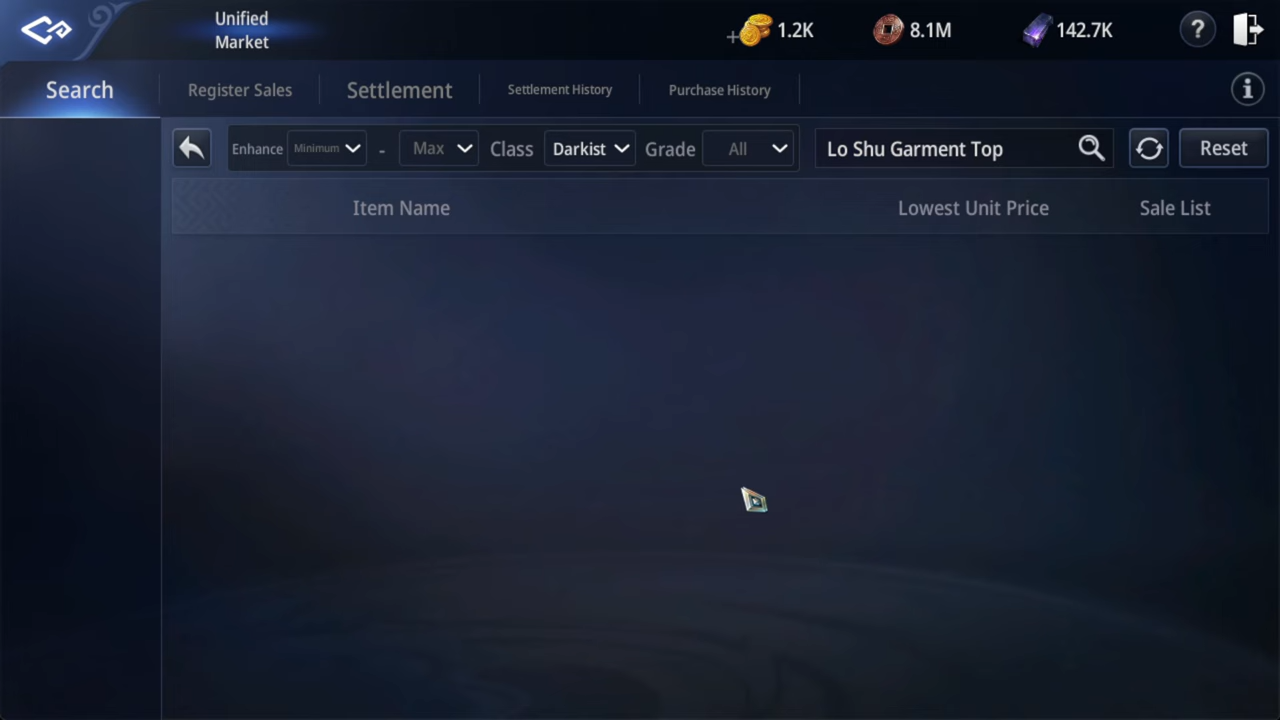 Unified
Market
1.2K
8.1M
142.7K
?
Search
Register Sales
Settlement
Settlement History
Purchase History
Enhance Minimum - Max Class Darkist Grade All Lo Shu Garment Top Reset
Item Name Lowest Unit Price Sale List